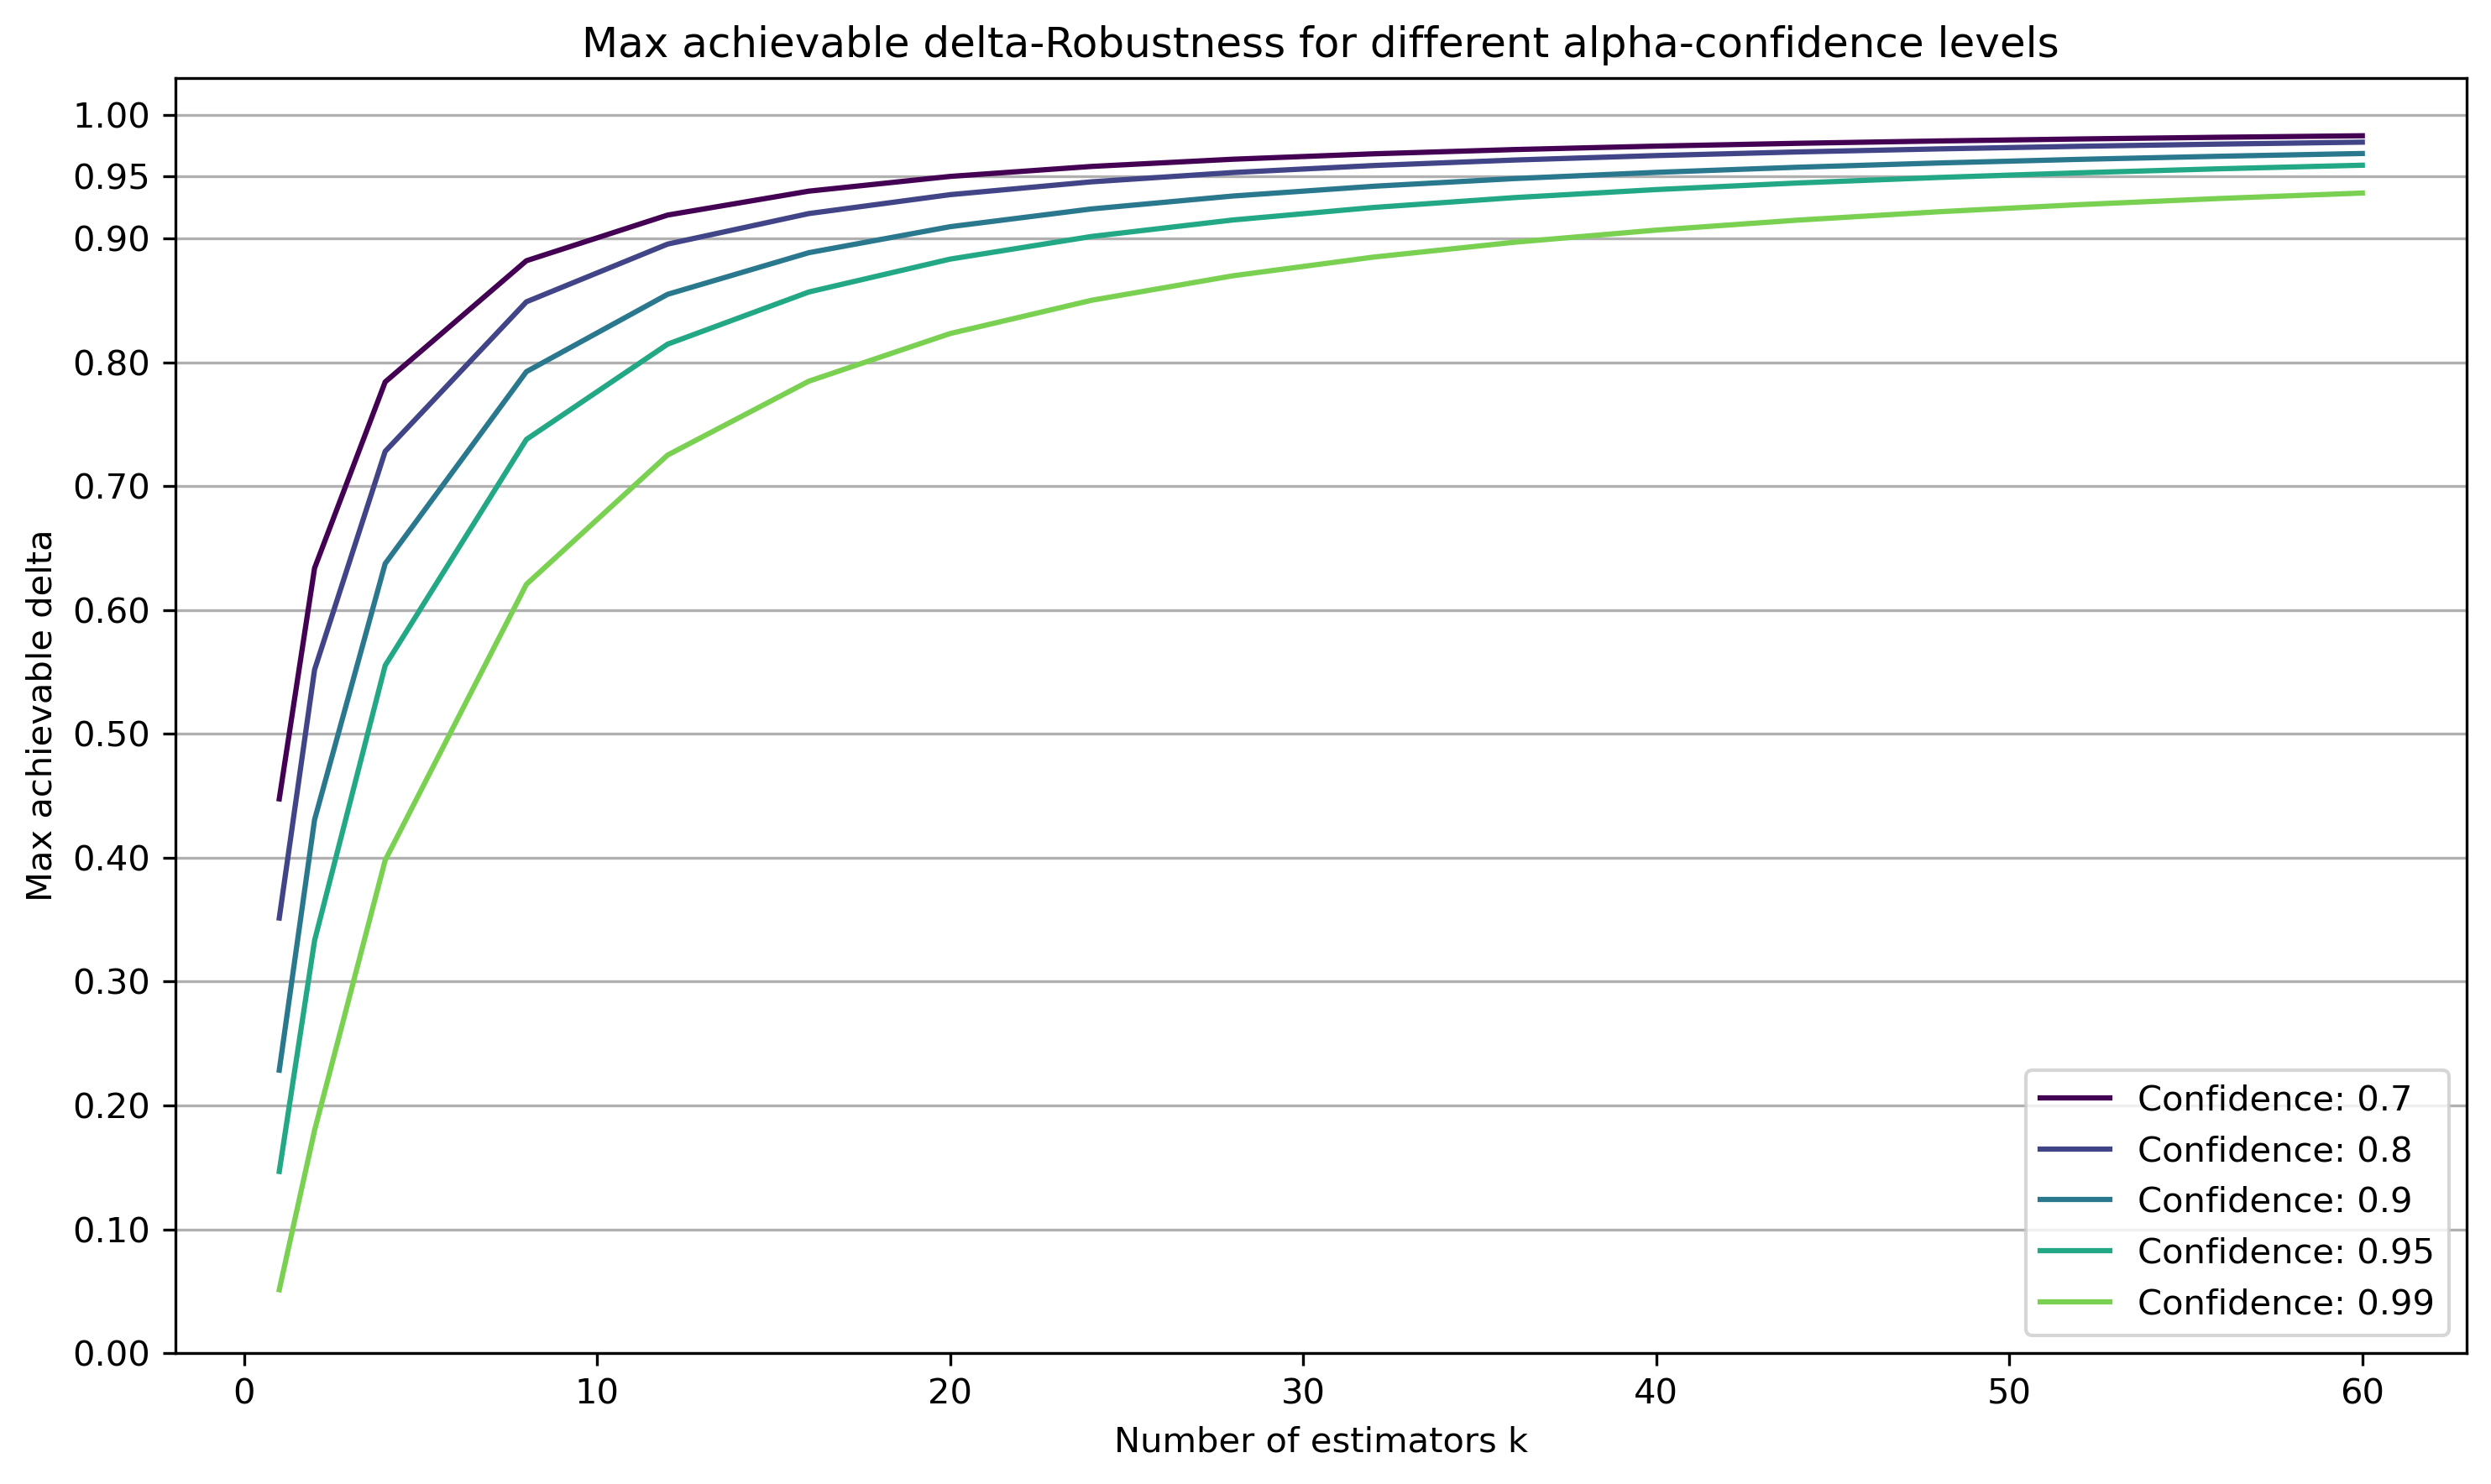 Max achievable delta-Robustness for different alpha-confidence levels
Max achievable delta
1.00
0.95
0.90
0.80
0.70
0.60
0.50
0.40
0.30
0.20
0.10
0.00
Confidence: 0.7
Confidence: 0.8
Confidence: 0.9
Confidence: 0.95
Confidence: 0.99
0 10 20 30 40 50 60
Number of estimators k